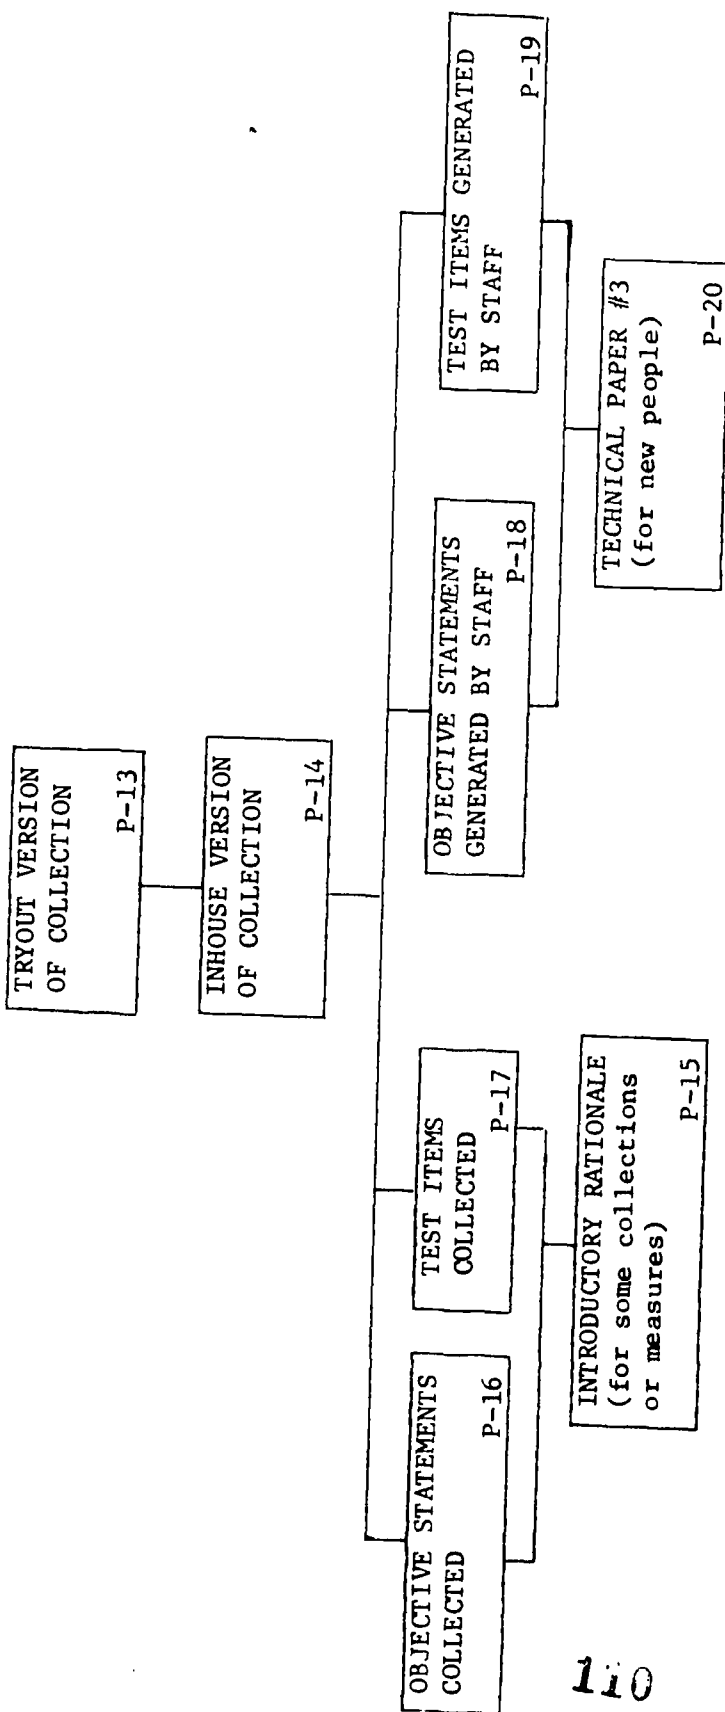 TRYOUT VERSION
OF COLLECTION
P-13
INHOUSE VERSION
OF COLLECTION
P-14
OBJECTIVE STATEMENTS
COLLECTED
P-16
TEST ITEMS
COLLECTED
P-17
OBJECTIVE STATEMENTS
GENERATED BY STAFF
P-18
TEST ITEMS GENERATED
BY STAFF
P-19
INTRODUCTORY RATIONALE
(for some collections
or measures)
P-15
TECHNICAL PAPER #3
(for new people)
P-20
110